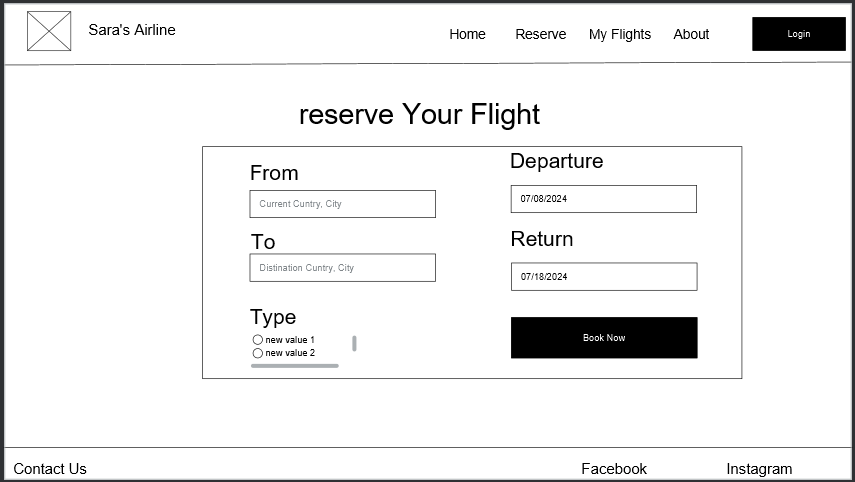 Sara's Airline
Home
Reserve
My Flights
About
Login
reserve Your Flight
From
Current Cuntry, City
To
Distination Cuntry, City
Type
new value 1
new value 2
Departure
07/08/2024
Return
07/18/2024
Book Now
Contact Us
Facebook
Instagram